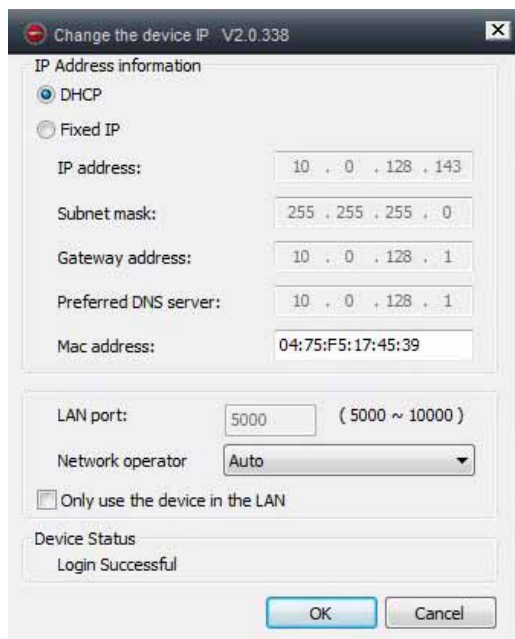 Change the device IP V2.0.338
IP Address information
DHCP
Fixed IP
IP address: 10 . 0 . 128 . 143
Subnet mask: 255 . 255 . 255 . 0
Gateway address: 10 . 0 . 128 . 1
Preferred DNS server: 10 . 0 . 128 . 1
Mac address: 04:75:F5:17:45:39
LAN port: 5000 ( 5000 ~ 10000 )
Network operator Auto
Only use the device in the LAN
Device Status
Login Successful
OK Cancel